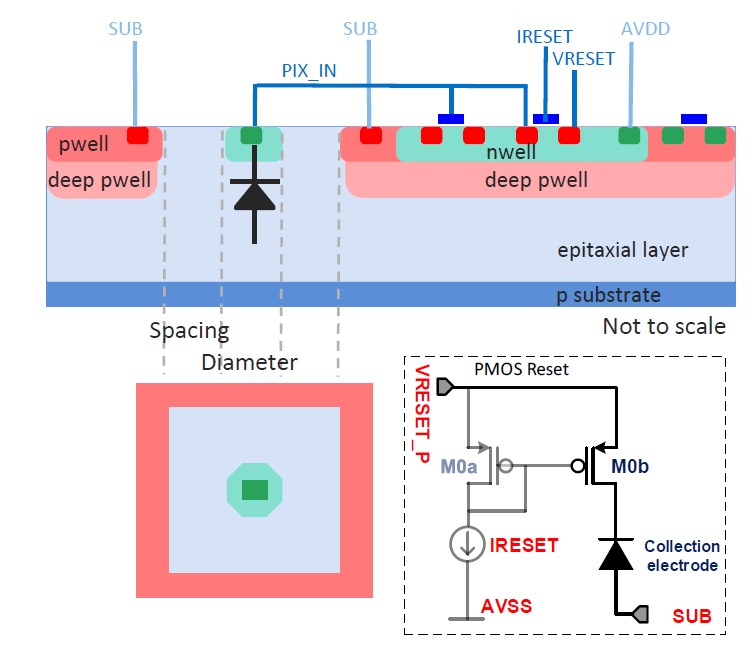 SUB
SUB
IRESET
AVDD
PIX_IN
VRESET
pwell
nwell
deep pwell
deep pwell
epitaxial layer
p substrate
Spacing
Not to scale
Diameter
PMOS Reset
VRESET_P
M0a
M0b
IRESET
Collection
electrode
AVSS
SUB